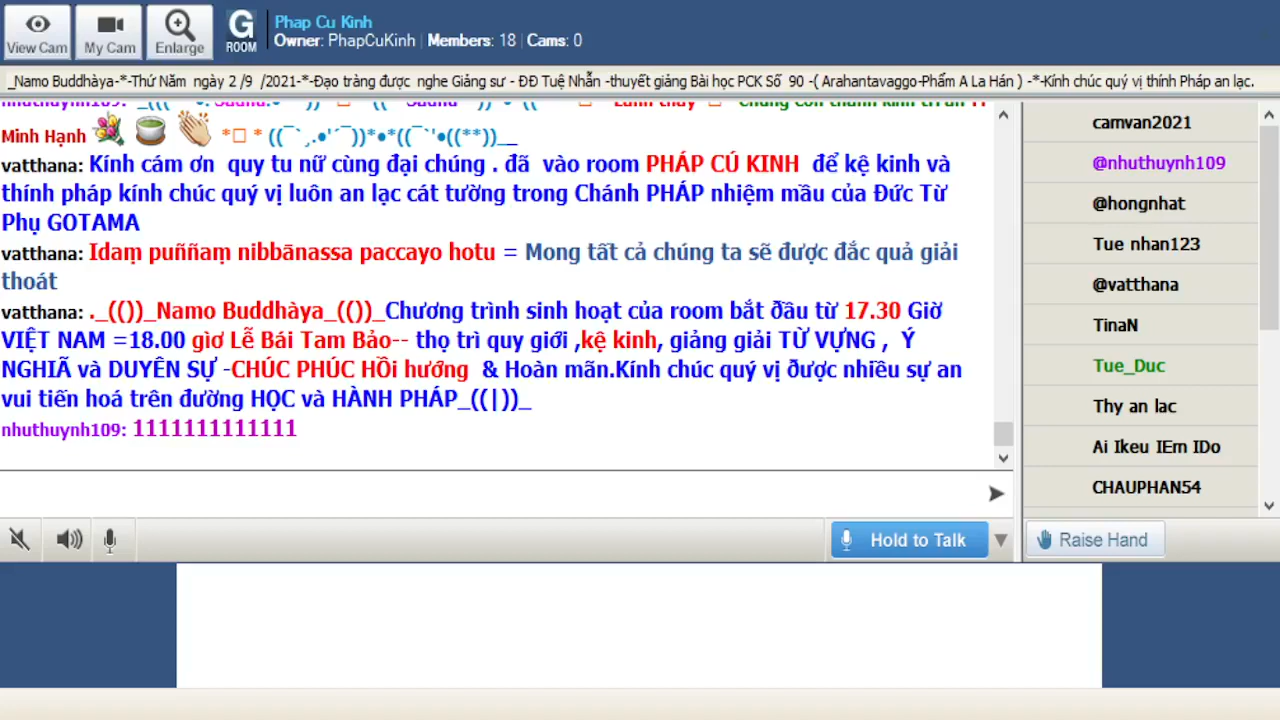 View Cam
My Cam
Enlarge
G
ROOM
Phap Cu Kinh
Owner: PhapCuKinh | Members: 18 | Cams: 0
_Namo Buddhàya-*-Thứ Năm ngày 2 /9 /2021-*-Đạo tràng được nghe Giảng sư - ĐĐ Tuệ Nhẫn -thuyết giảng Bài học PCK Số 90 -( Arahantavaggo-Phẩm A La Hán ) -*-Kính chúc quý vị thính Pháp an lạc.
Minh Hạnh
vatthana: Kính cám ơn quy tu nữ cùng đại chúng . đã vào room PHÁP CÚ KINH để kệ kinh và
thính pháp kính chúc quý vị luôn an lạc cát tường trong Chánh PHÁP nhiệm mầu của Đức Từ
Phụ GOTAMA
vatthana: Idaṃ puññaṃ nibbānassa paccayo hotu = Mong tất cả chúng ta sẽ được đắc quả giải
thoát
vatthana: ._(())_Namo Buddhàya_(())_Chương trình sinh hoạt của room bắt ðầu từ 17.30 Giờ
VIỆT NAM =18.00 giơ Lễ Bái Tam Bảo-- thọ trì quy giới ,kệ kinh, giảng giải TỪ VỰNG , Ý
NGHIÃ và DUYÊN SỰ -CHÚC PHÚC HỒi hướng & Hoàn mãn.Kính chúc quý vị ðược nhiều sự an
vui tiến hoá trên đường HỌC và HÀNH PHÁP_((|))_
nhuthuynh109: 1111111111111
camvan2021
@nhuthuynh109
@hongnhat
Tue nhan123
@vatthana
TinaN
Tue_Duc
Thy an lac
Ai Ikeu IEm IDo
CHAUPHAN54
Hold to Talk
Raise Hand